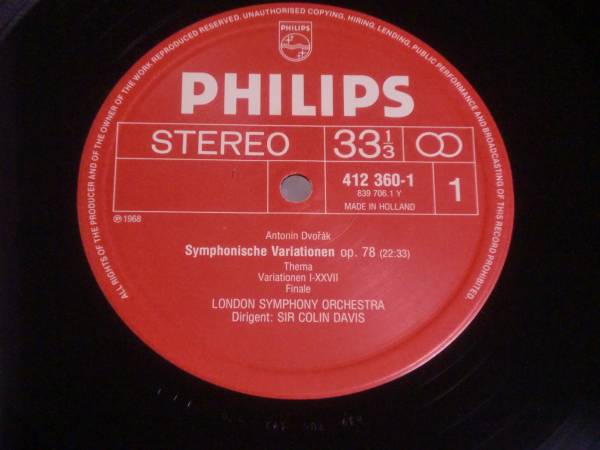 ALL RIGHTS OF THE PRODUCER AND OF THE OWNER OF THE WORK REPRODUCED RESERVED. UNAUTHORISED COPYING, HIRING, LENDING, PUBLIC PERFORMANCE AND BROADCASTING OF THIS RECORD PROHIBITED.
PHILIPS
PHILIPS
STEREO 33 1/3
412 360-1 1
839 706.1 Y
MADE IN HOLLAND
℗ 1968
Antonín Dvořák
Symphonische Variationen op. 78 (22:33)
Thema
Variationen I-XXVII
Finale
LONDON SYMPHONY ORCHESTRA
Dirigent: SIR COLIN DAVIS